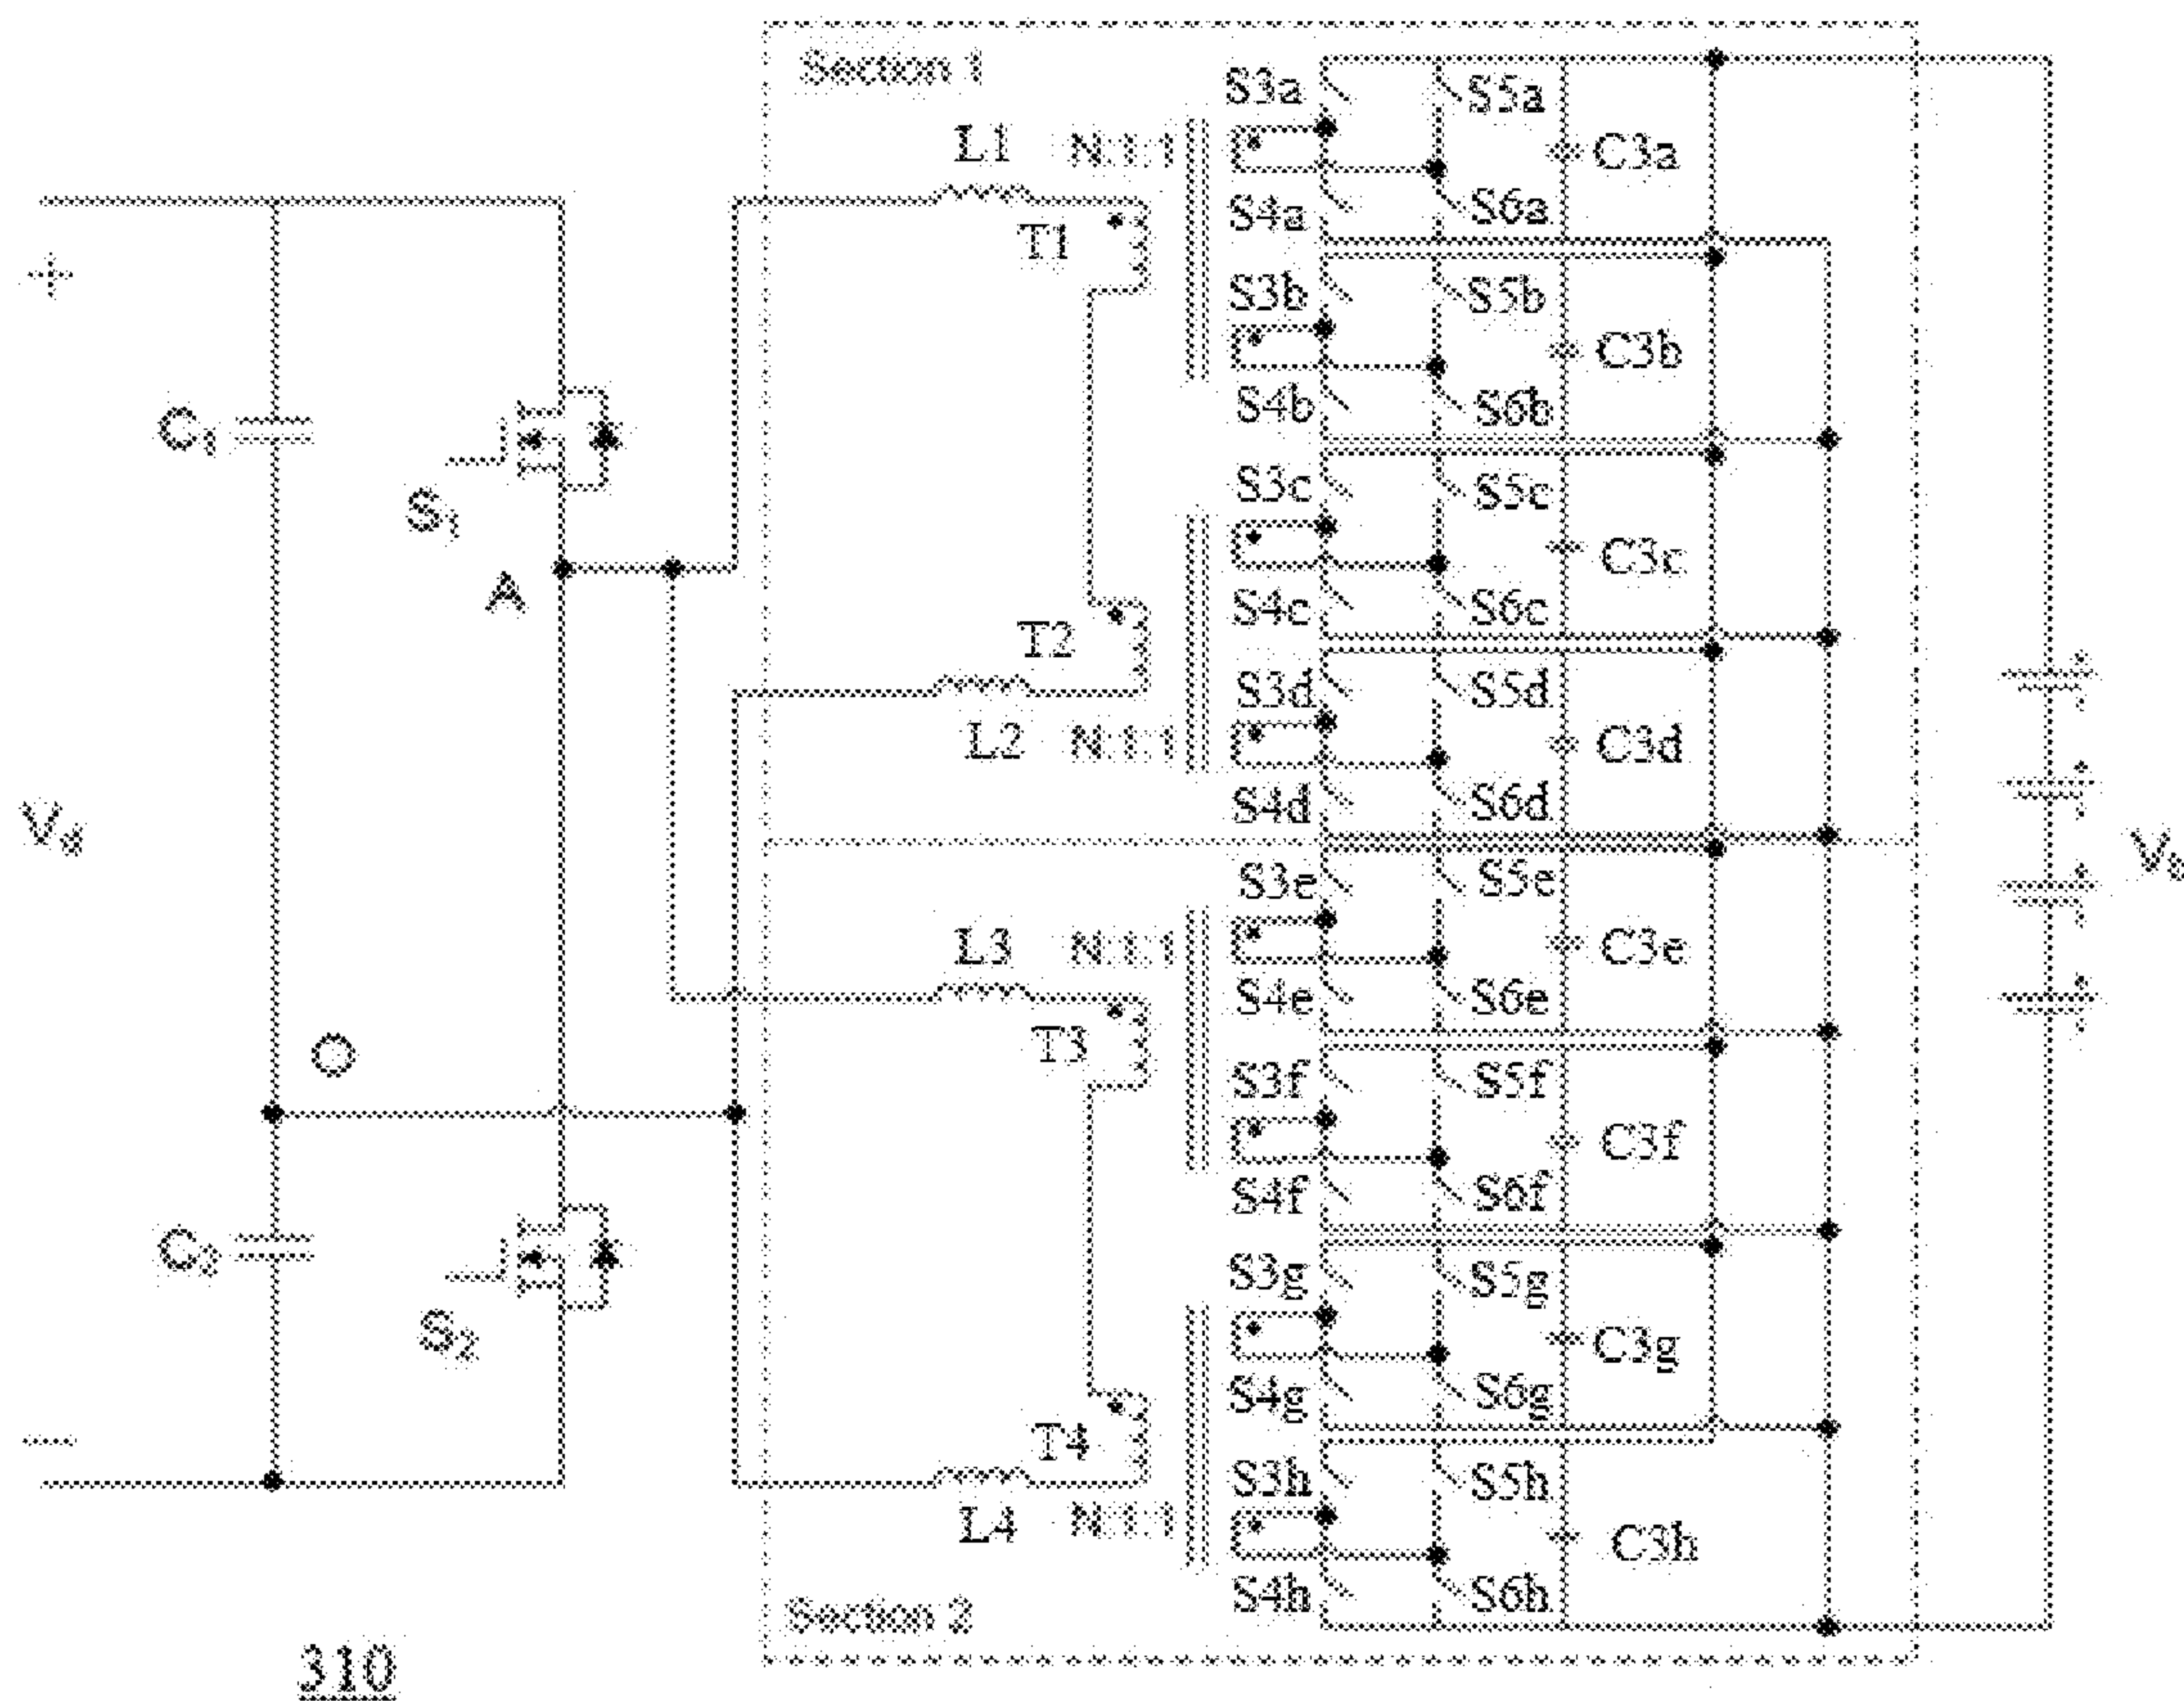 Section 1
S3a
S5a
L1
N:1:1
C3a
T1
S4a
S6a
+
S3b
S5b
C3b
C1
S4b
S6b
S1
S3c
S5c
A
C3c
T2
S4c
S6c
S3d
S5d
L2
N:1:1
C3d
Vd
S4d
S6d
S3e
S5e
L3
N:1:1
C3e
S4e
S6e
O
T3
S3f
S5f
C3f
S4f
S6f
C2
S3g
S5g
S2
C3g
S4g
S6g
−
T4
S3h
S5h
L4
N:1:1
C3h
S4h
S6h
Section 2
310